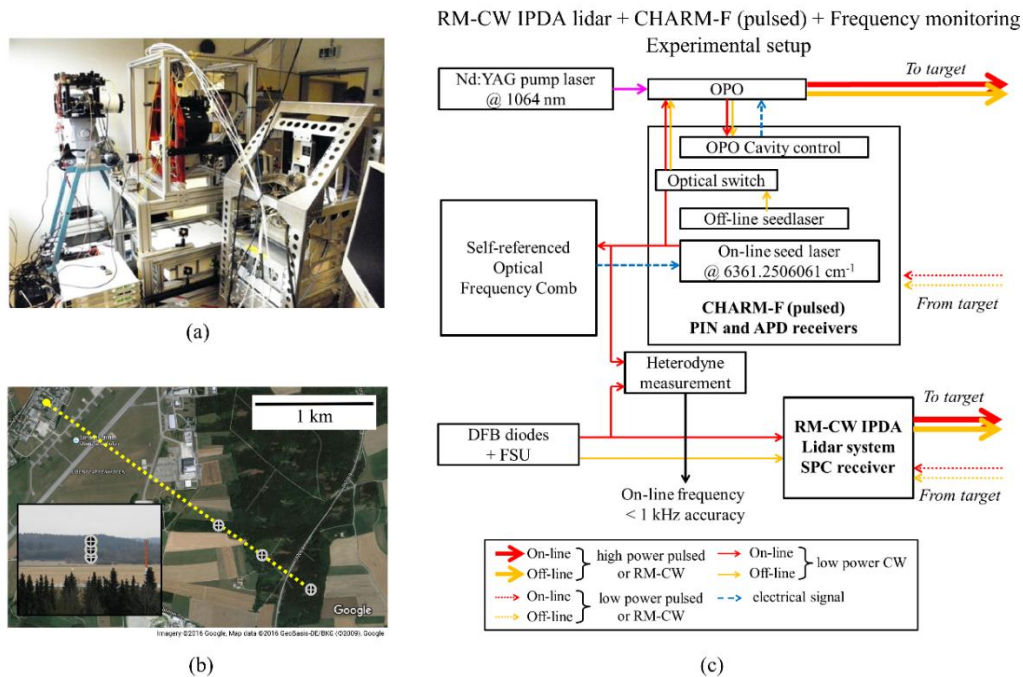 RM-CW IPDA lidar + CHARM-F (pulsed) + Frequency monitoring
Experimental setup
(a)
1 km
Google
Imagery ©2016 Google, Map data ©2016 GeoBasis-DE/BKG (©2009), Google
(b)
Nd:YAG pump laser
@ 1064 nm
OPO
To target
OPO Cavity control
Optical switch
Off-line seedlaser
On-line seed laser
@ 6361.2506061 cm⁻¹
Self-referenced
Optical
Frequency Comb
CHARM-F (pulsed)
PIN and APD receivers
From target
Heterodyne
measurement
To target
DFB diodes
+ FSU
RM-CW IPDA
Lidar system
SPC receiver
From target
On-line frequency
< 1 kHz accuracy
On-line
Off-line
high power pulsed
or RM-CW
On-line
Off-line
low power CW
On-line
Off-line
low power pulsed
or RM-CW
electrical signal
(c)